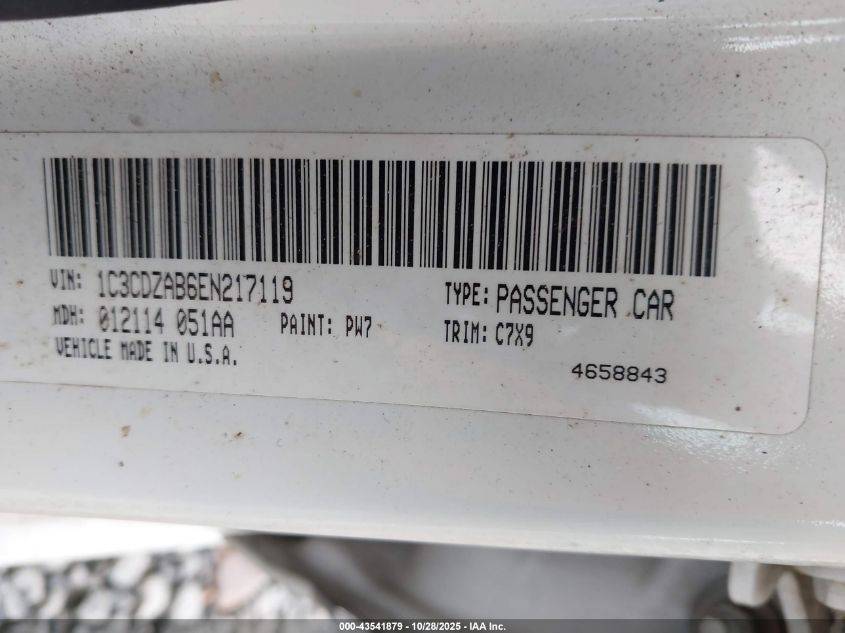 VIN: 1C3CDZAB6EN217119
TYPE: PASSENGER CAR
MDH: 012114 051AA
PAINT: PW7
TRIM: C7X9
VEHICLE MADE IN U.S.A.
4658843
000-43541879 - 10/28/2025 - IAA Inc.